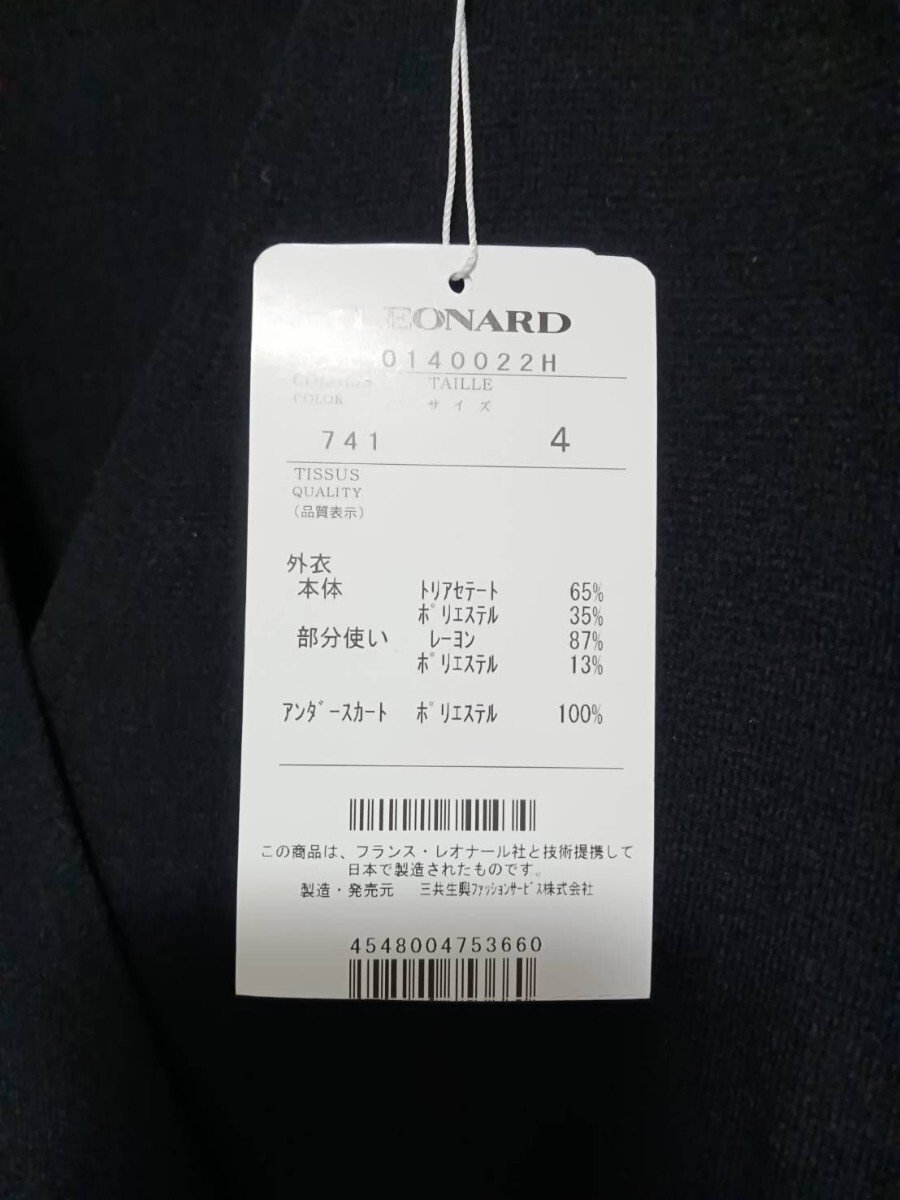 LEONARD
0140022H
COLORIS TAILLE
COLOR サイズ
741 4
TISSUS
QUALITY
(品質表示)
外衣
本体 ﾄﾘｱｾﾃｰﾄ 65%
ﾎﾟﾘｴｽﾃﾙ 35%
部分使い ﾚｰﾖﾝ 87%
ﾎﾟﾘｴｽﾃﾙ 13%
ｱﾝﾀﾞｰｽｶｰﾄ ﾎﾟﾘｴｽﾃﾙ 100%
この商品は、フランス・レオナール社と技術提携して
日本で製造されたものです。
製造・発売元 三共生興ﾌｧｯｼｮﾝｻｰﾋﾞｽ株式会社
4548004753660